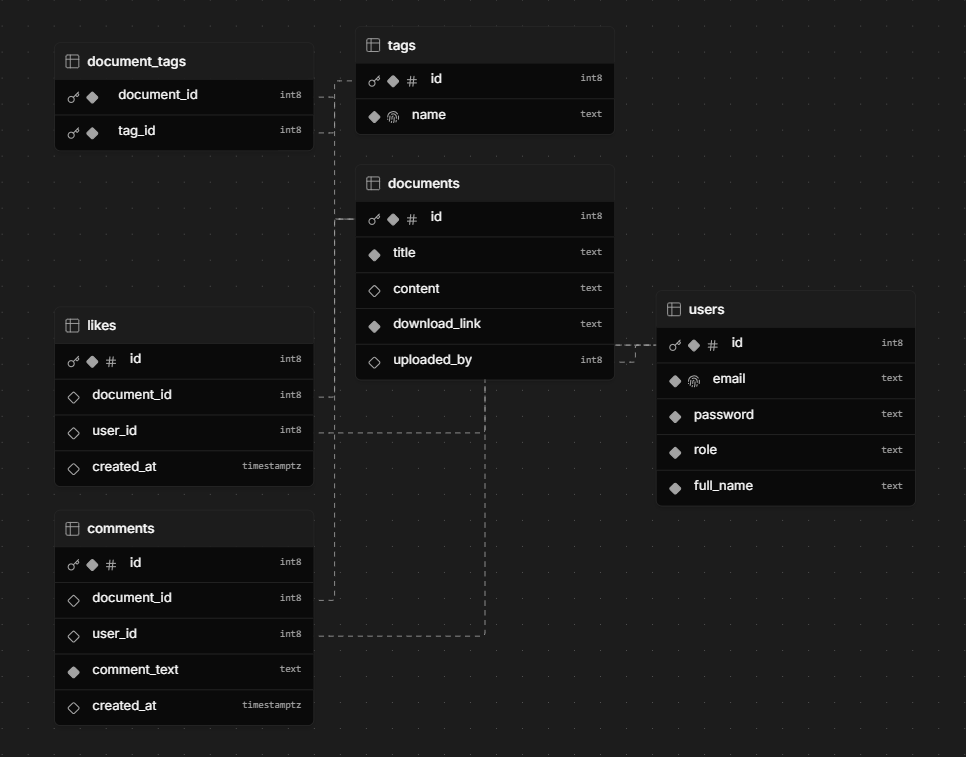 document_tags
document_id int8
tag_id int8
tags
# id int8
name text
documents
# id int8
title text
content text
download_link text
uploaded_by int8
likes
# id int8
document_id int8
user_id int8
created_at timestamptz
comments
# id int8
document_id int8
user_id int8
comment_text text
created_at timestamptz
users
# id int8
email text
password text
role text
full_name text